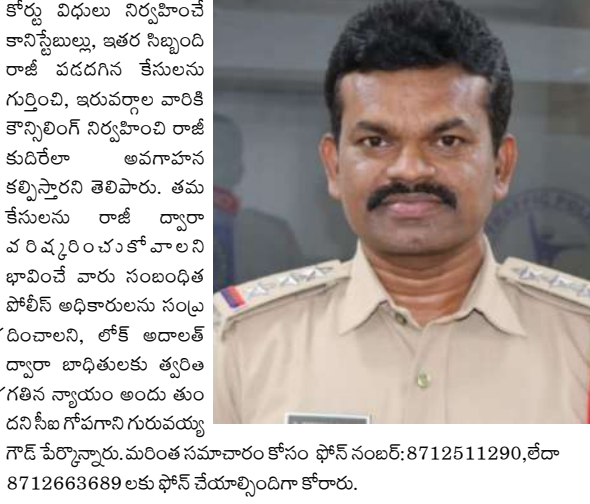 కోర్టు విధులు నిర్వహించే
కానిస్టేబుల్లు, ఇతర సిబ్బంది
రాజీ పడదగిన కేసులను
గుర్తించి, ఇరువర్గాల వారికి
కౌన్సిలింగ్ నిర్వహించి రాజీ
కుదిరేలా అవగాహన
కల్పిస్తారని తెలిపారు. తమ
కేసులను రాజీ ద్వారా
పరిష్కరించుకోవాలని
భావించే వారు సంబంధిత
పోలీస్ అధికారులను సంప్ర
దించాలని, లోక్ అదాలత్
ద్వారా బాధితులకు త్వరిత
గతిన న్యాయం అందు తుం
దని సీఐ గోపగాని గురువయ్య
గౌడ్ పేర్కొన్నారు. మరింత సమాచారం కోసం ఫోన్ నంబర్:8712511290,లేదా
8712663689 లకు ఫోన్ చేయాల్సిందిగా కోరారు.